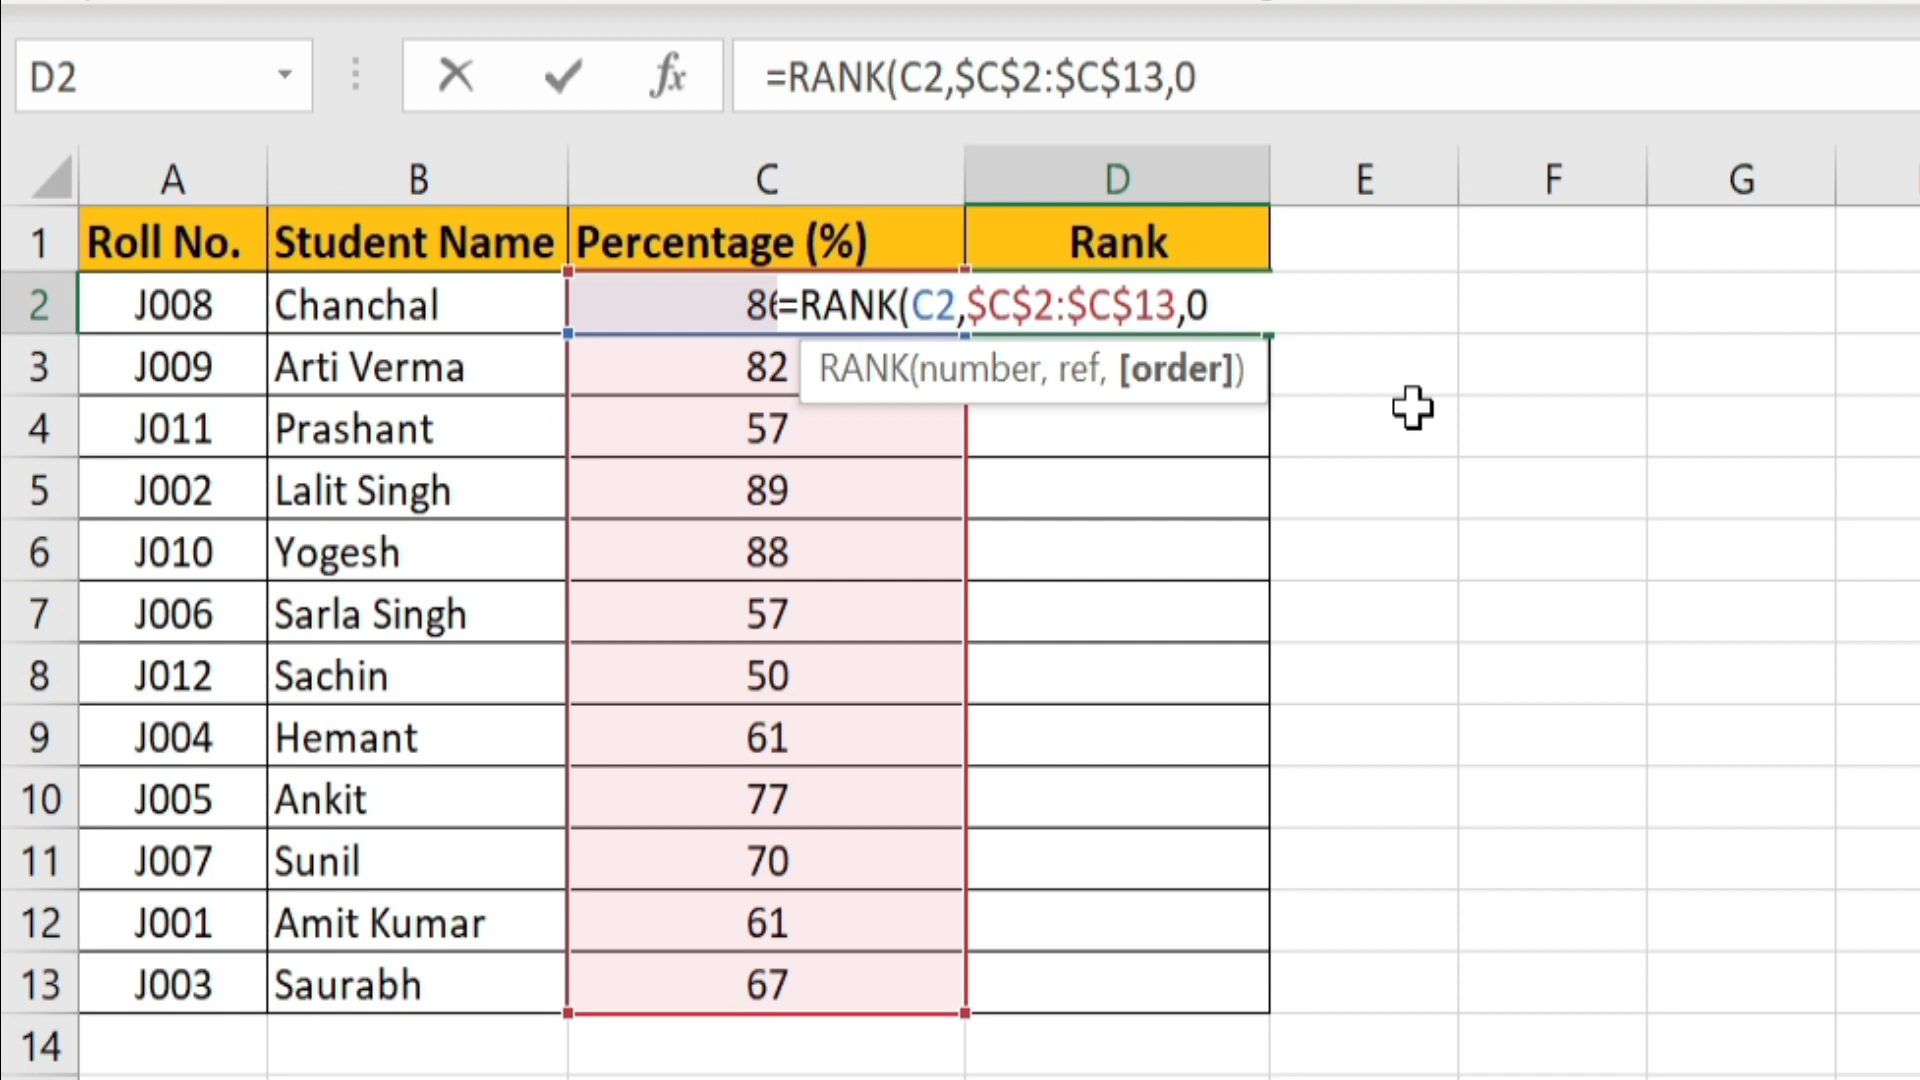 D2 fx =RANK(C2,$C$2:$C$13,0
A B C D E F G
1 Roll No. Student Name Percentage (%) Rank
2 J008 Chanchal =RANK(C2,$C$2:$C$13,0
RANK(number, ref, [order])
3 J009 Arti Verma 82
4 J011 Prashant 57
5 J002 Lalit Singh 89
6 J010 Yogesh 88
7 J006 Sarla Singh 57
8 J012 Sachin 50
9 J004 Hemant 61
10 J005 Ankit 77
11 J007 Sunil 70
12 J001 Amit Kumar 61
13 J003 Saurabh 67
14